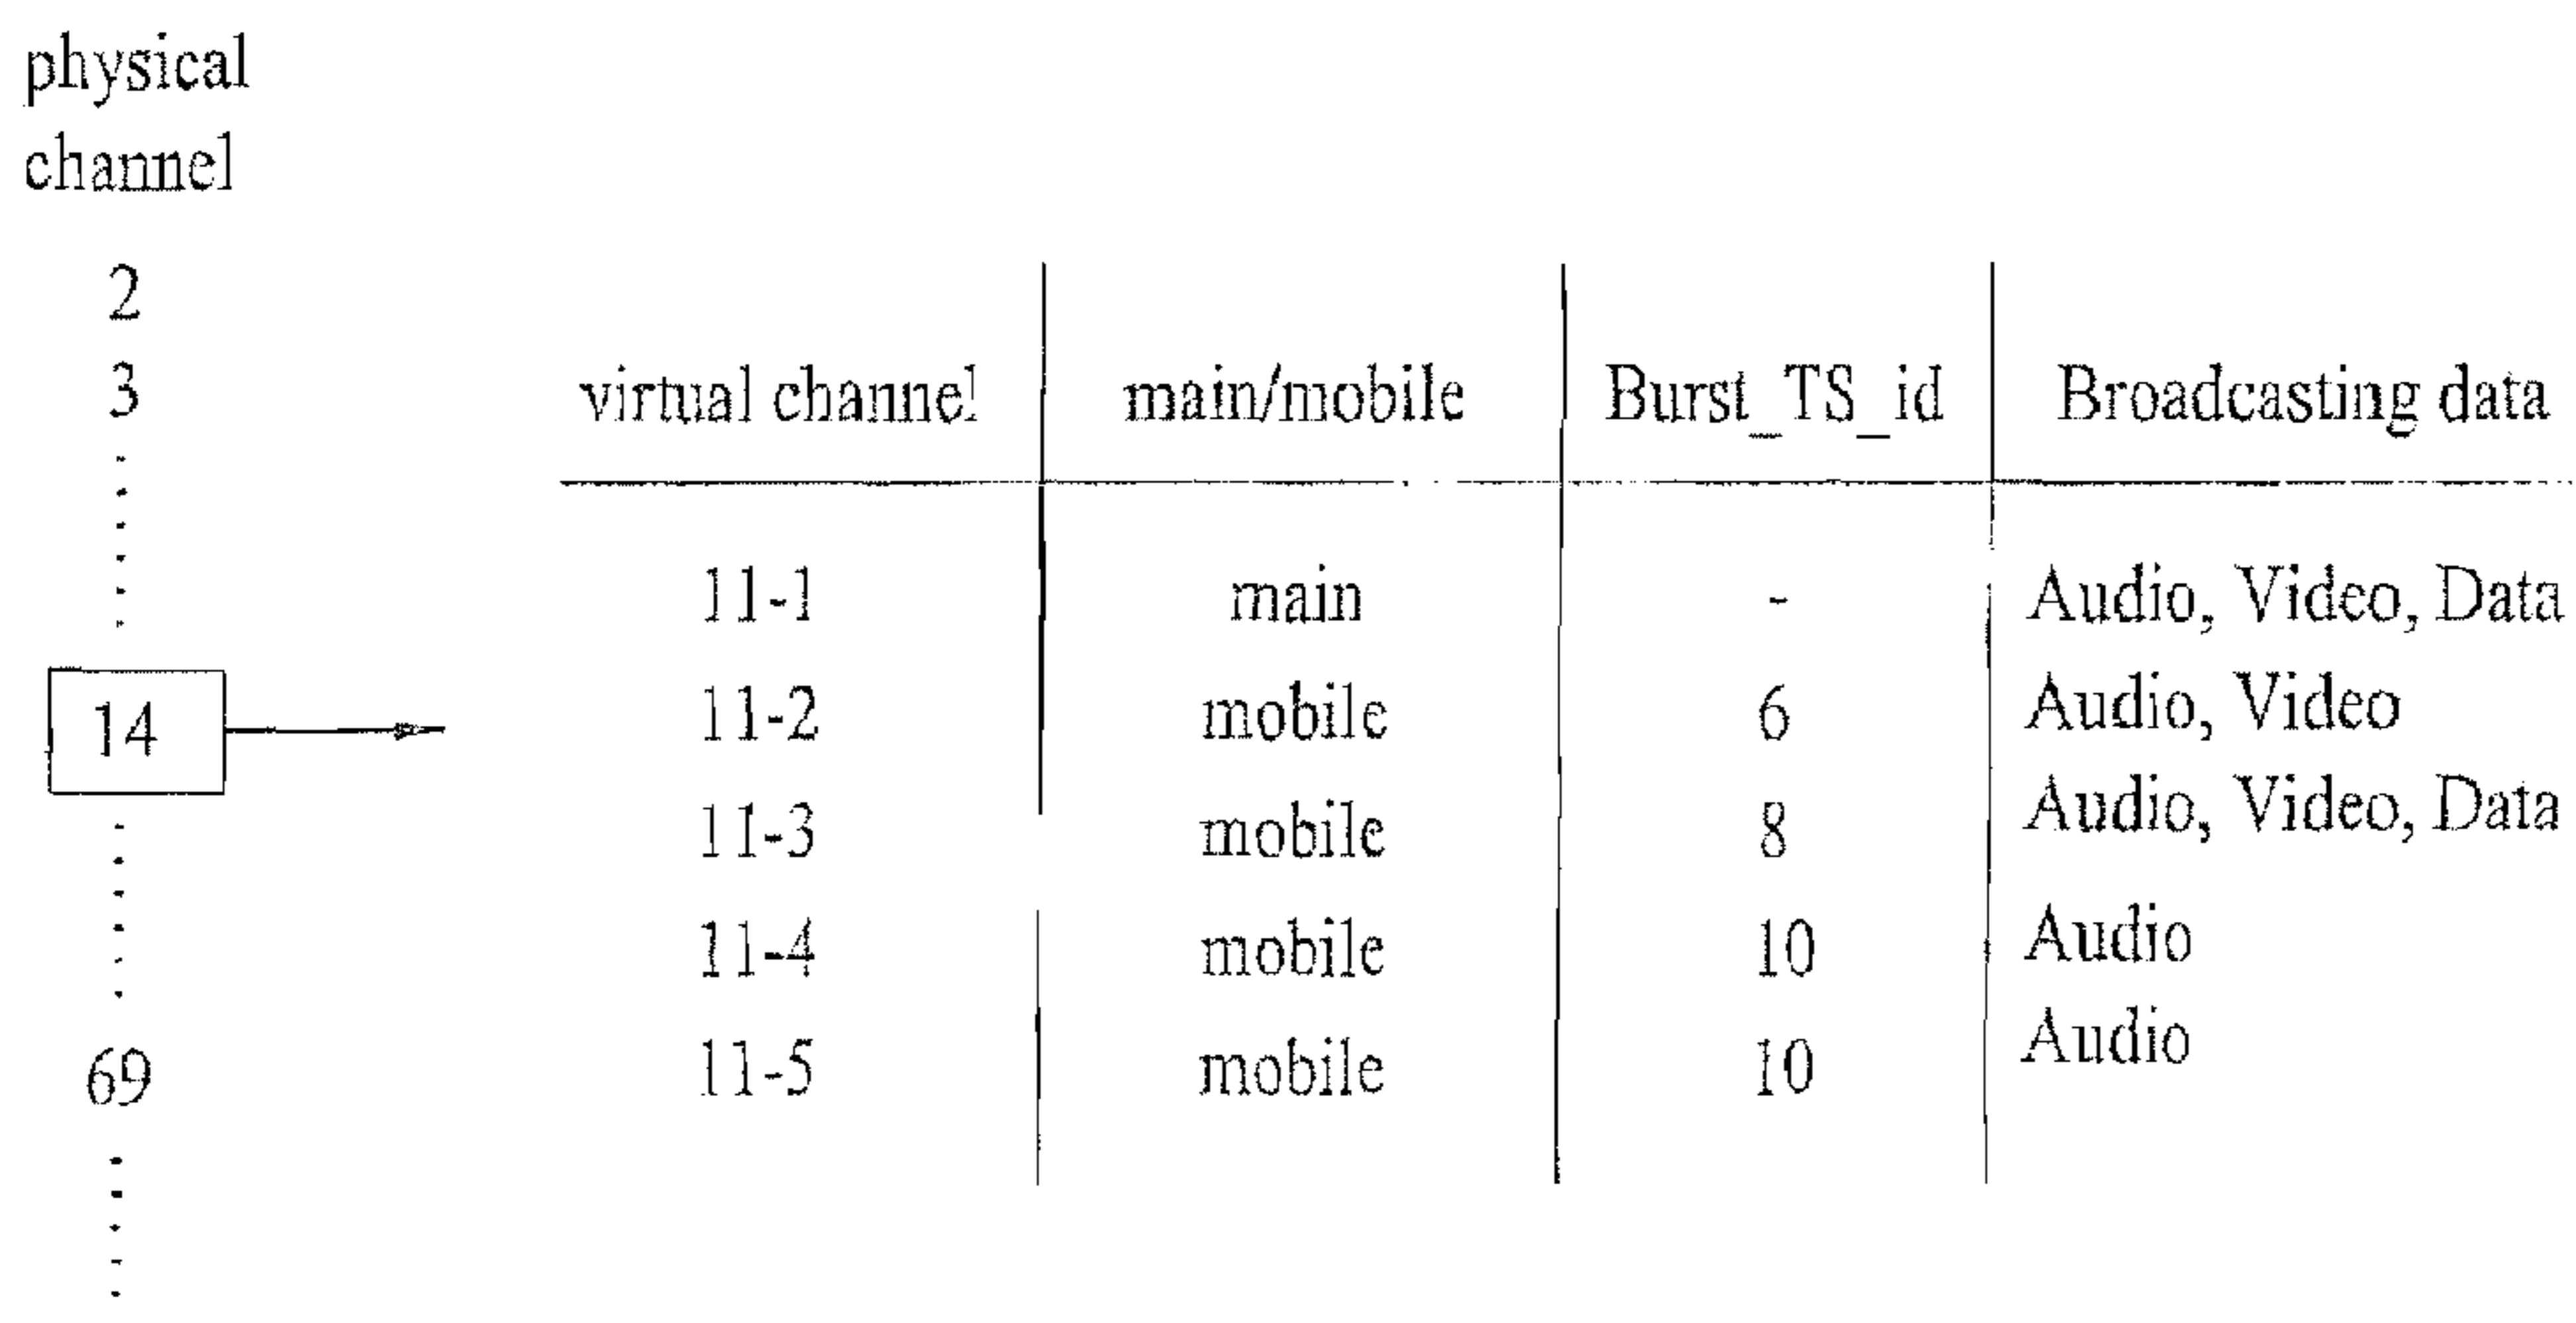 physical
channel
2
3
14
69
virtual channel main/mobile Burst_TS_id Broadcasting data
11-1 main - Audio, Video, Data
11-2 mobile 6 Audio, Video
11-3 mobile 8 Audio, Video, Data
11-4 mobile 10 Audio
11-5 mobile 10 Audio